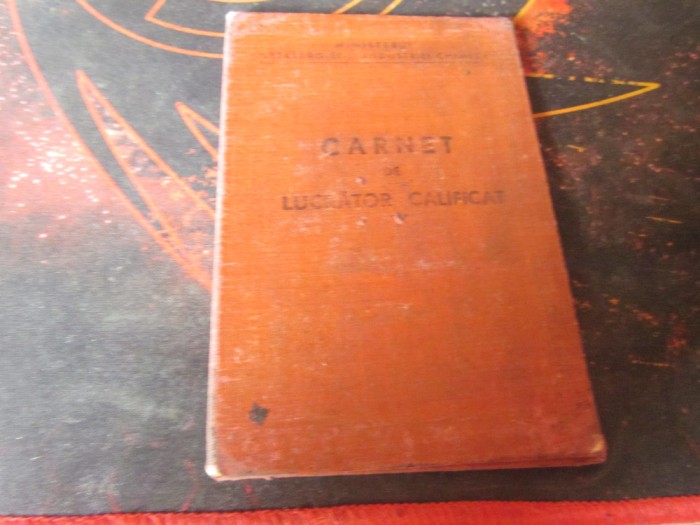 MINISTERUL
CARNET
DE
LUCRĂTOR CALIFICAT